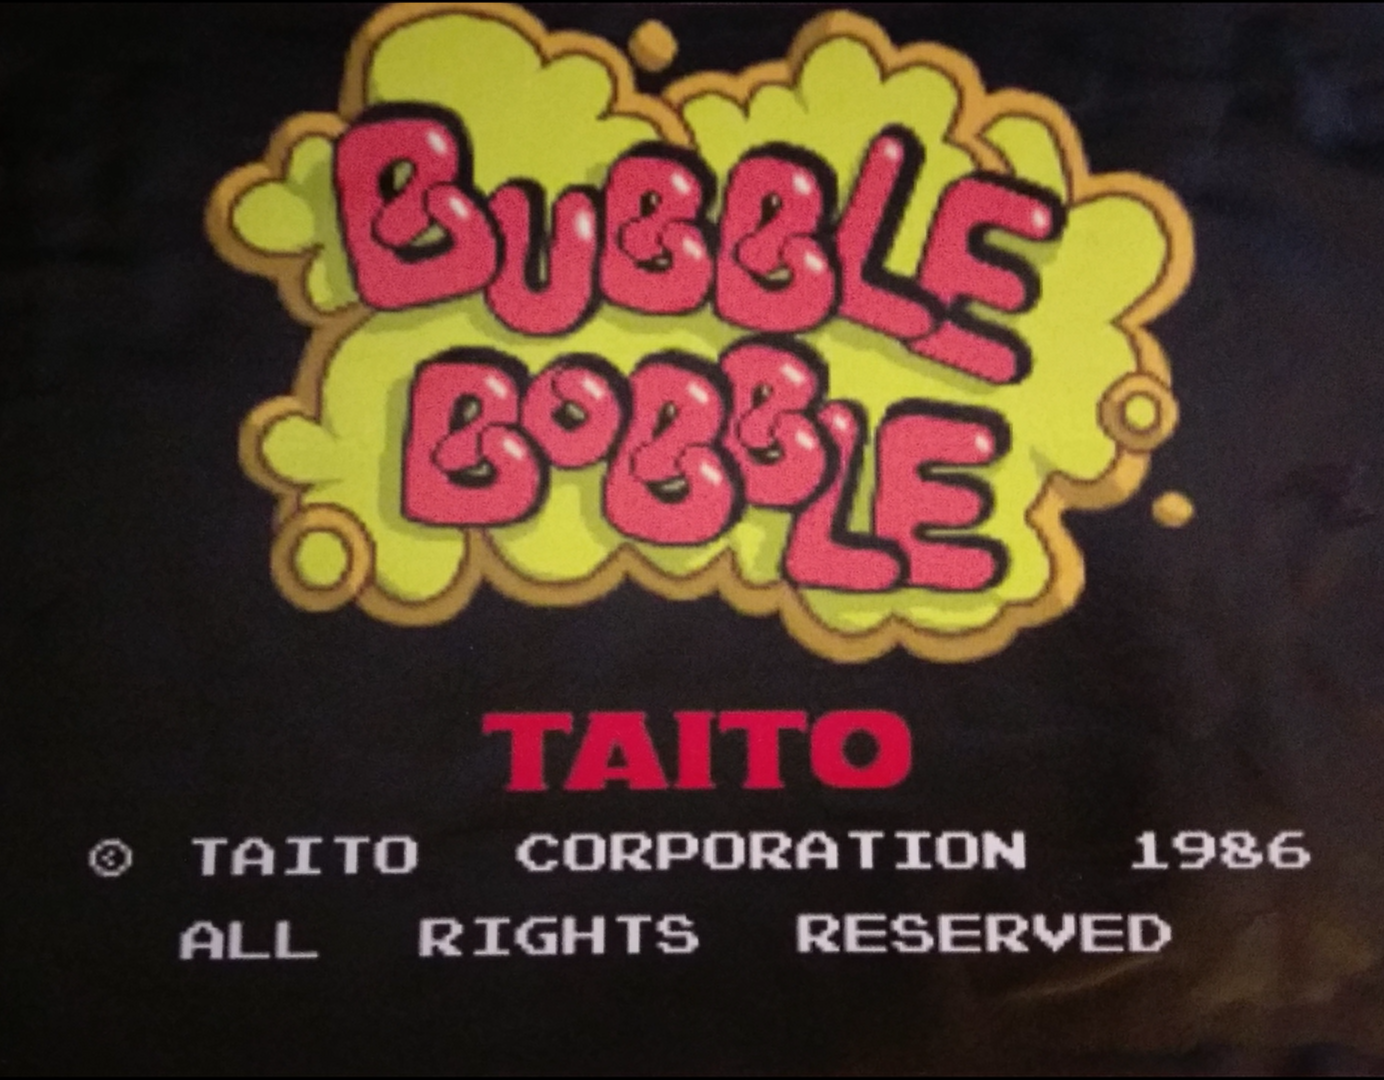 BUBBLE
BOBBLE
TAITO
© TAITO CORPORATION 1986
ALL RIGHTS RESERVED